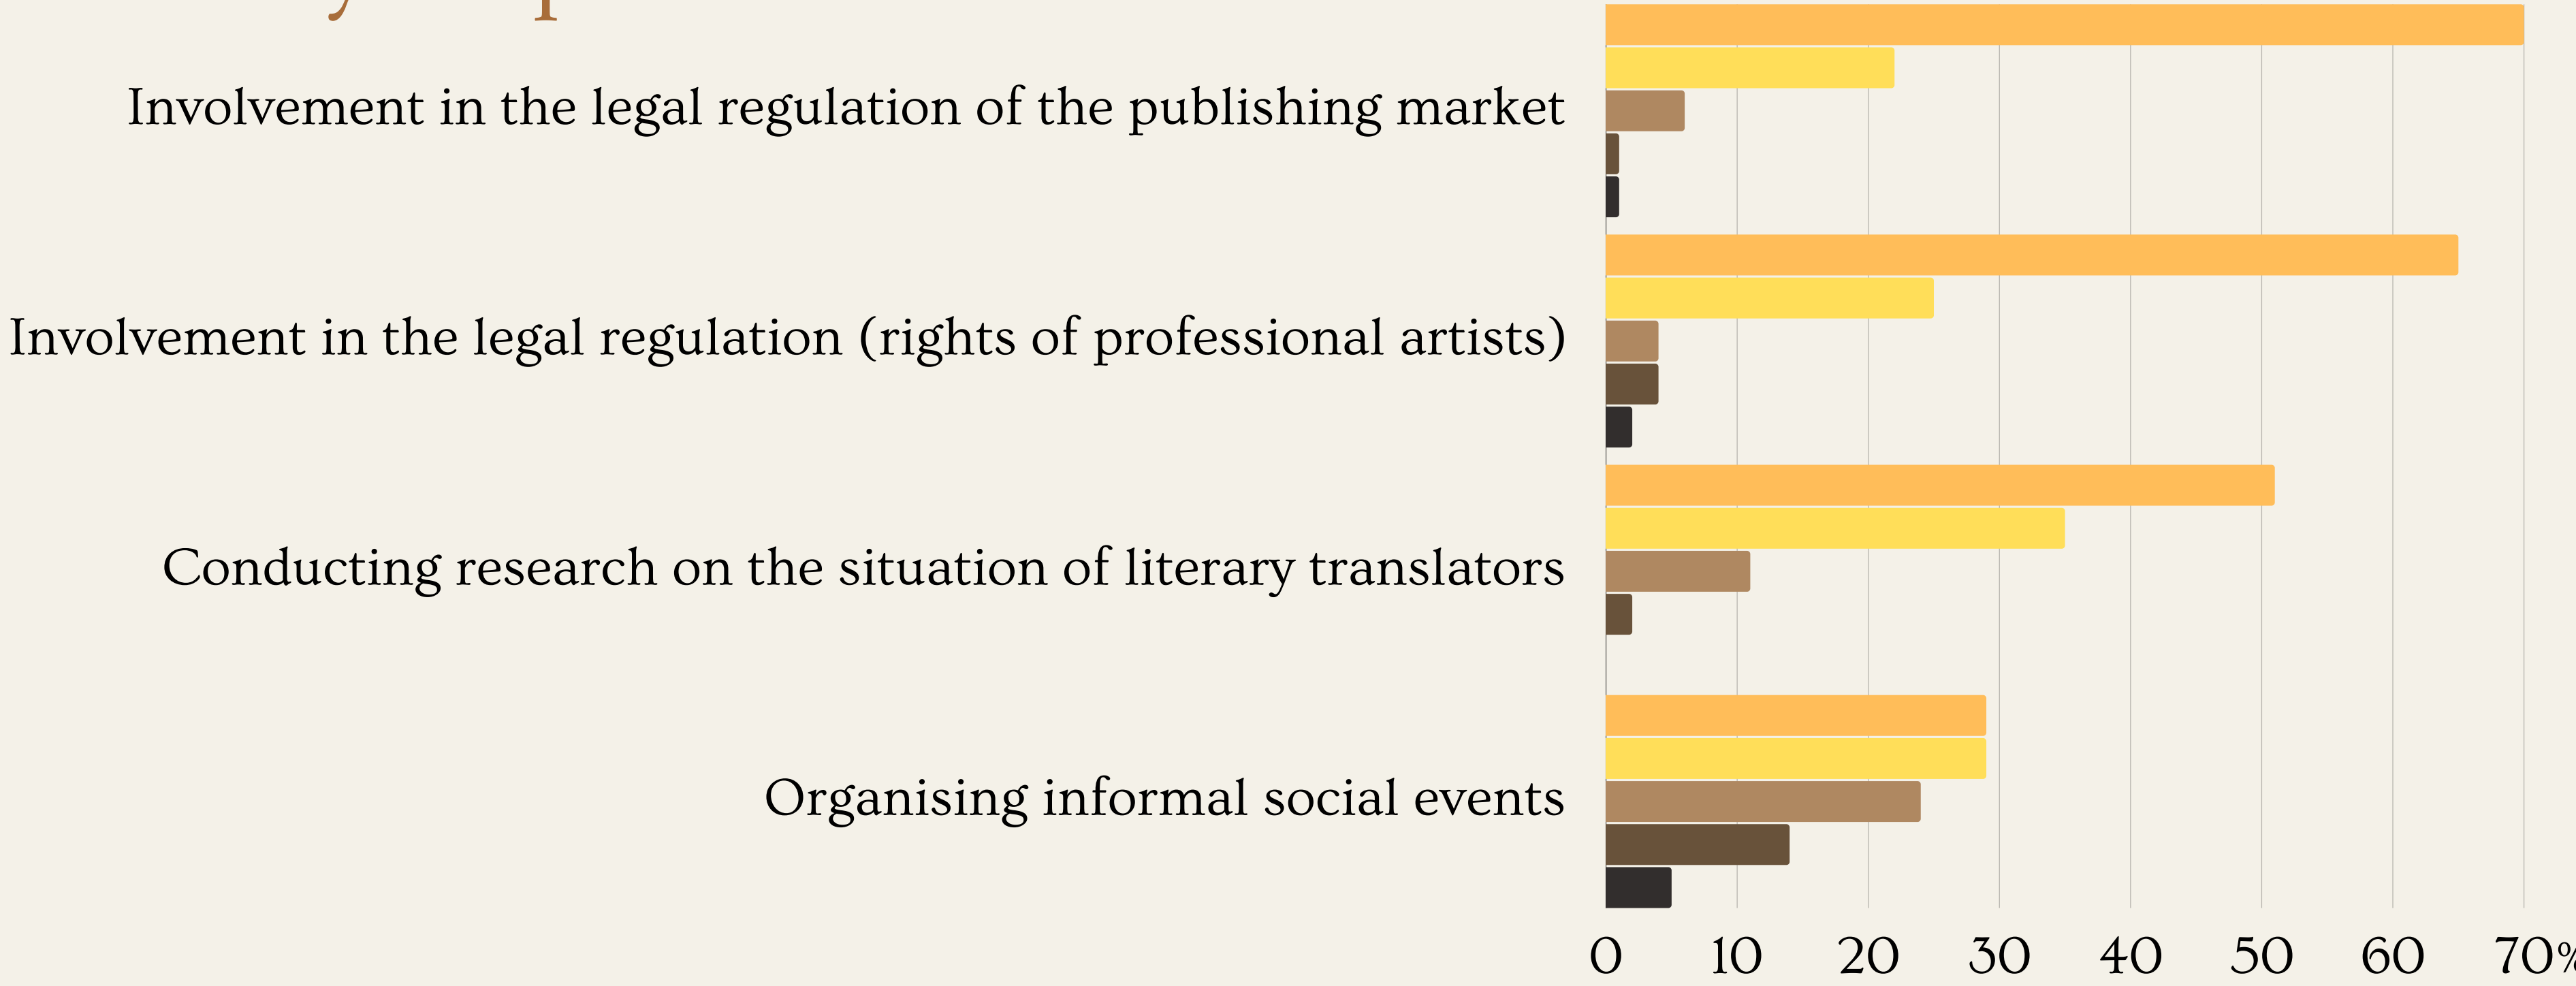 Involvement in the legal regulation of the publishing market
Involvement in the legal regulation (rights of professional artists)
Conducting research on the situation of literary translators
Organising informal social events
0 10 20 30 40 50 60 70%